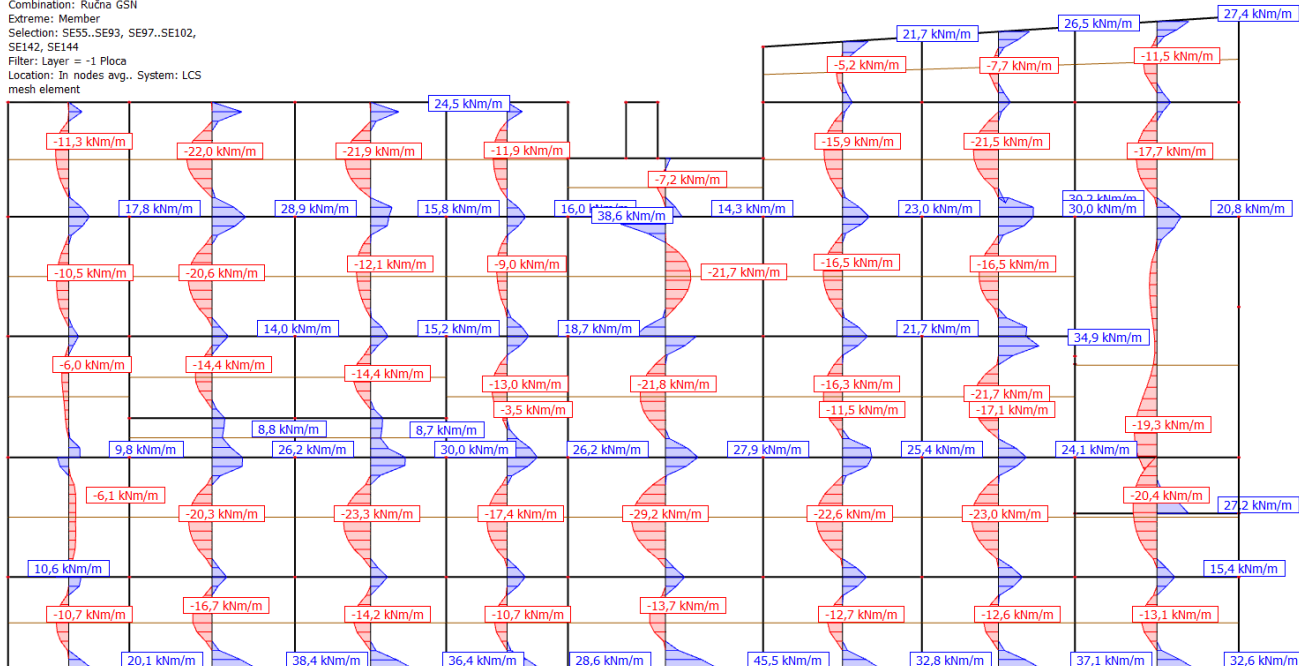 Combination: Ručna GSN
Extreme: Member
Selection: SE55..SE93, SE97..SE102,
SE142, SE144
Filter: Layer = -1 Ploca
Location: In nodes avg.. System: LCS
mesh element
27,4 kNm/m
26,5 kNm/m
21,7 kNm/m
-5,2 kNm/m
-7,7 kNm/m
-11,5 kNm/m
24,5 kNm/m
-11,3 kNm/m
-22,0 kNm/m
-21,9 kNm/m
-11,9 kNm/m
-15,9 kNm/m
-21,5 kNm/m
-17,7 kNm/m
-7,2 kNm/m
30,2 kNm/m
17,8 kNm/m
28,9 kNm/m
15,8 kNm/m
16,0 kNm/m
38,6 kNm/m
14,3 kNm/m
23,0 kNm/m
30,0 kNm/m
20,8 kNm/m
-10,5 kNm/m
-20,6 kNm/m
-12,1 kNm/m
-9,0 kNm/m
-21,7 kNm/m
-16,5 kNm/m
-16,5 kNm/m
14,0 kNm/m
15,2 kNm/m
18,7 kNm/m
21,7 kNm/m
34,9 kNm/m
-6,0 kNm/m
-14,4 kNm/m
-14,4 kNm/m
-13,0 kNm/m
-21,8 kNm/m
-16,3 kNm/m
-21,7 kNm/m
-3,5 kNm/m
-11,5 kNm/m
-17,1 kNm/m
-19,3 kNm/m
8,8 kNm/m
8,7 kNm/m
9,8 kNm/m
26,2 kNm/m
30,0 kNm/m
26,2 kNm/m
27,9 kNm/m
25,4 kNm/m
24,1 kNm/m
-6,1 kNm/m
-20,4 kNm/m
27,2 kNm/m
-20,3 kNm/m
-23,3 kNm/m
-17,4 kNm/m
-29,2 kNm/m
-22,6 kNm/m
-23,0 kNm/m
10,6 kNm/m
15,4 kNm/m
-10,7 kNm/m
-16,7 kNm/m
-14,2 kNm/m
-10,7 kNm/m
-13,7 kNm/m
-12,7 kNm/m
-12,6 kNm/m
-13,1 kNm/m
20,1 kNm/m
38,4 kNm/m
36,4 kNm/m
28,6 kNm/m
45,5 kNm/m
32,8 kNm/m
37,1 kNm/m
32,6 kNm/m